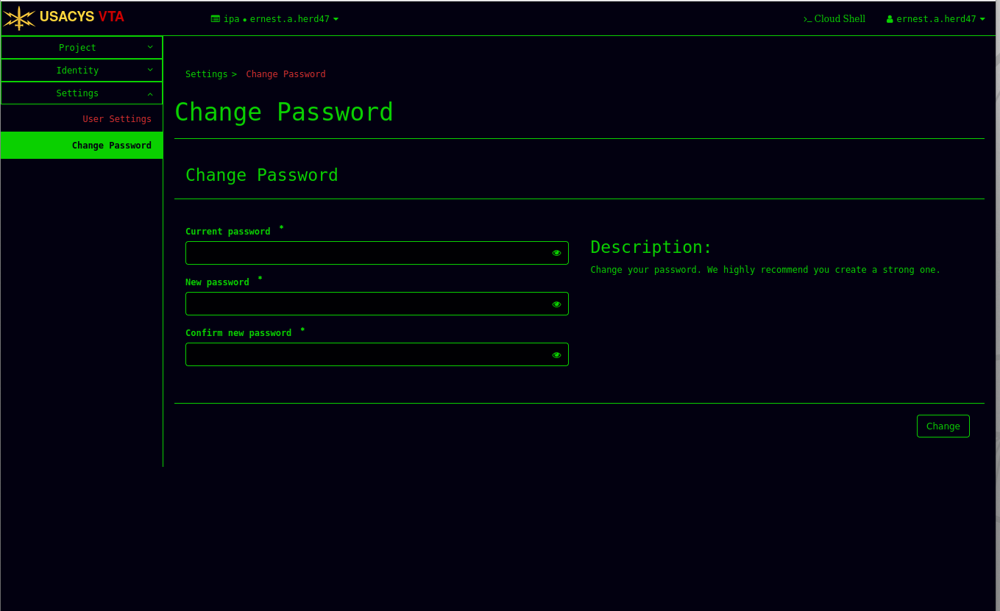 USACYS VTA
ipa • ernest.a.herd47
>_ Cloud Shell
ernest.a.herd47
Project
Identity
Settings
User Settings
Change Password
Settings > Change Password
Change Password
Change Password
Current password *
New password *
Confirm new password *
Description:
Change your password. We highly recommend you create a strong one.
Change